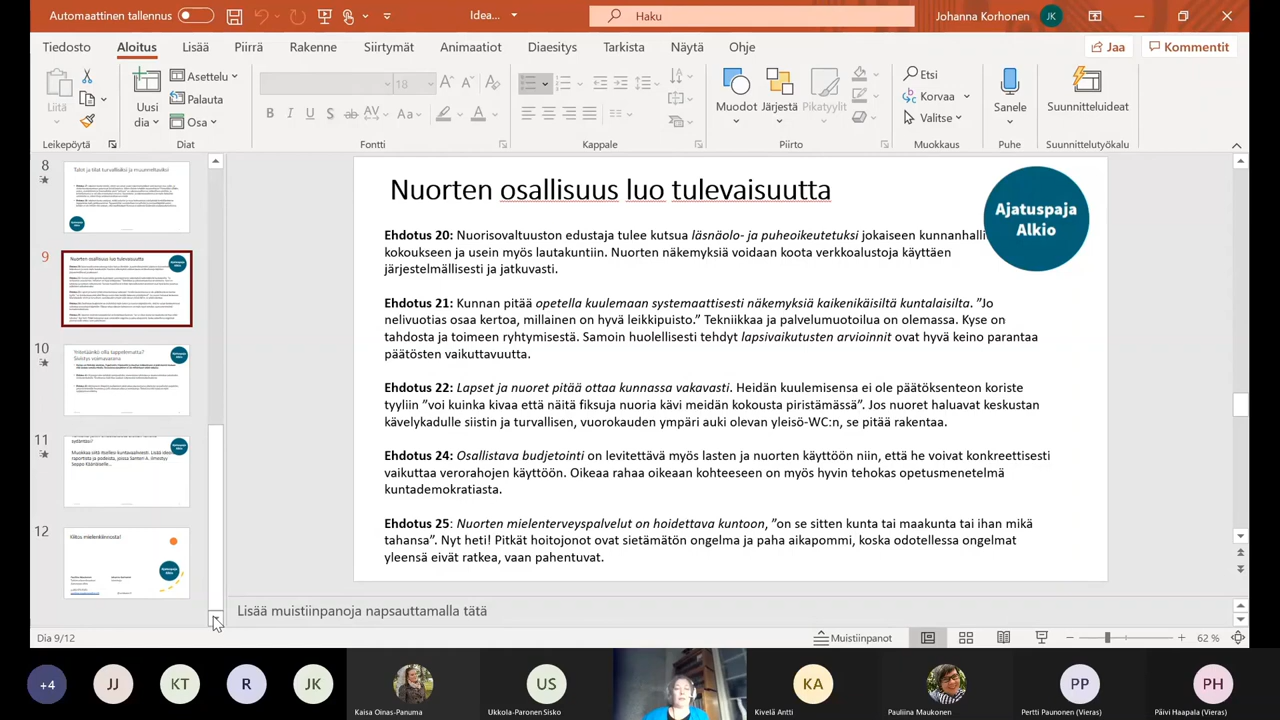 Automaattinen tallennus
Idea...
Haku
Johanna Korhonen
JK
Tiedosto
Aloitus
Lisää
Piirrä
Rakenne
Siirtymät
Animaatiot
Diaesitys
Tarkista
Näytä
Ohje
Jaa
Kommentit
Liitä
Uusi
dia
Asettelu
Palauta
Osa
18
Muodot
Järjestä
Pikatyylit
Etsi
Korvaa
Valitse
Sanele
Suunnitteluideat
Leikepöytä
Diat
Fontti
Kappale
Piirto
Muokkaus
Puhe
Suunnittelutyökalu
8
Talot ja tilat turvallisiksi ja muunneltaviksi
9
Nuorten osallisuus luo tulevaisuutta
10
11
12
Kiitos mielenkiinnosta!
Nuorten osallisuus luo tulevaisuutta
Ajatuspaja
Alkio
Ehdotus 20: Nuorisovaltuuston edustaja tulee kutsua läsnäolo- ja puheoikeutetuksi jokaiseen kunnanhalli
kokoukseen ja usein myös lautakuntiin. Nuorten näkemyksiä voidaan koota verkkoalustoja käyttäen
järjestelmällisesti ja jatkuvasti.
Ehdotus 21: Kunnan
nelivuotias osaa kertoa, millainen on hyvä leikkipuisto.” Tekniikkaa ja palvelumuotoilua on olemassa. Kyse on
tahdosta ja toimeen ryhtymisestä. Samoin huolellisesti tehdyt lapsivaikutusten arvioinnit ovat hyvä keino parantaa
päätösten vaikuttavuutta.
Ehdotus 22: Lapset ja nuoret pitää ottaa kunnassa vakavasti. Heidän kuulemisensa ei ole päätöksenteon koriste
tyyliin ”voi kuinka kivaa että näitä fiksuja nuoria kävi meidän kokousta piristämässä”. Jos nuoret haluavat keskustan
kävelykadulle siistin ja turvallisen, vuorokauden ympäri auki olevan yleisö-WC:n, se pitää rakentaa.
Ehdotus 24: Osallistava budjetointi on levitettävä myös lasten ja nuorten käyttöön niin, että he voivat konkreettisesti
vaikuttaa verorahojen käyttöön. Oikeaa rahaa oikeaan kohteeseen on myös hyvin tehokas opetusmenetelmä
kuntademokratiasta.
Ehdotus 25: Nuorten mielenterveyspalvelut on hoidettava kuntoon, ”on se sitten kunta tai maakunta tai ihan mikä
tahansa”. Nyt heti! Pitkät hoitojonot ovat sietämätön ongelma ja paha aikapommi, koska odotellessa ongelmat
yleensä eivät ratkea, vaan pahentuvat.
Lisää muistiinpanoja napsauttamalla tätä
Dia 9/12
Muistiinpanot
62 %
+4
JJ
KT
R
JK
Kaisa Oinas-Panuma
US
Ukkola-Paronen Sisko
KA
Kivelä Antti
Pauliina Maukonen
PP
Pertti Paunonen (Vieras)
PH
Päivi Haapala (Vieras)